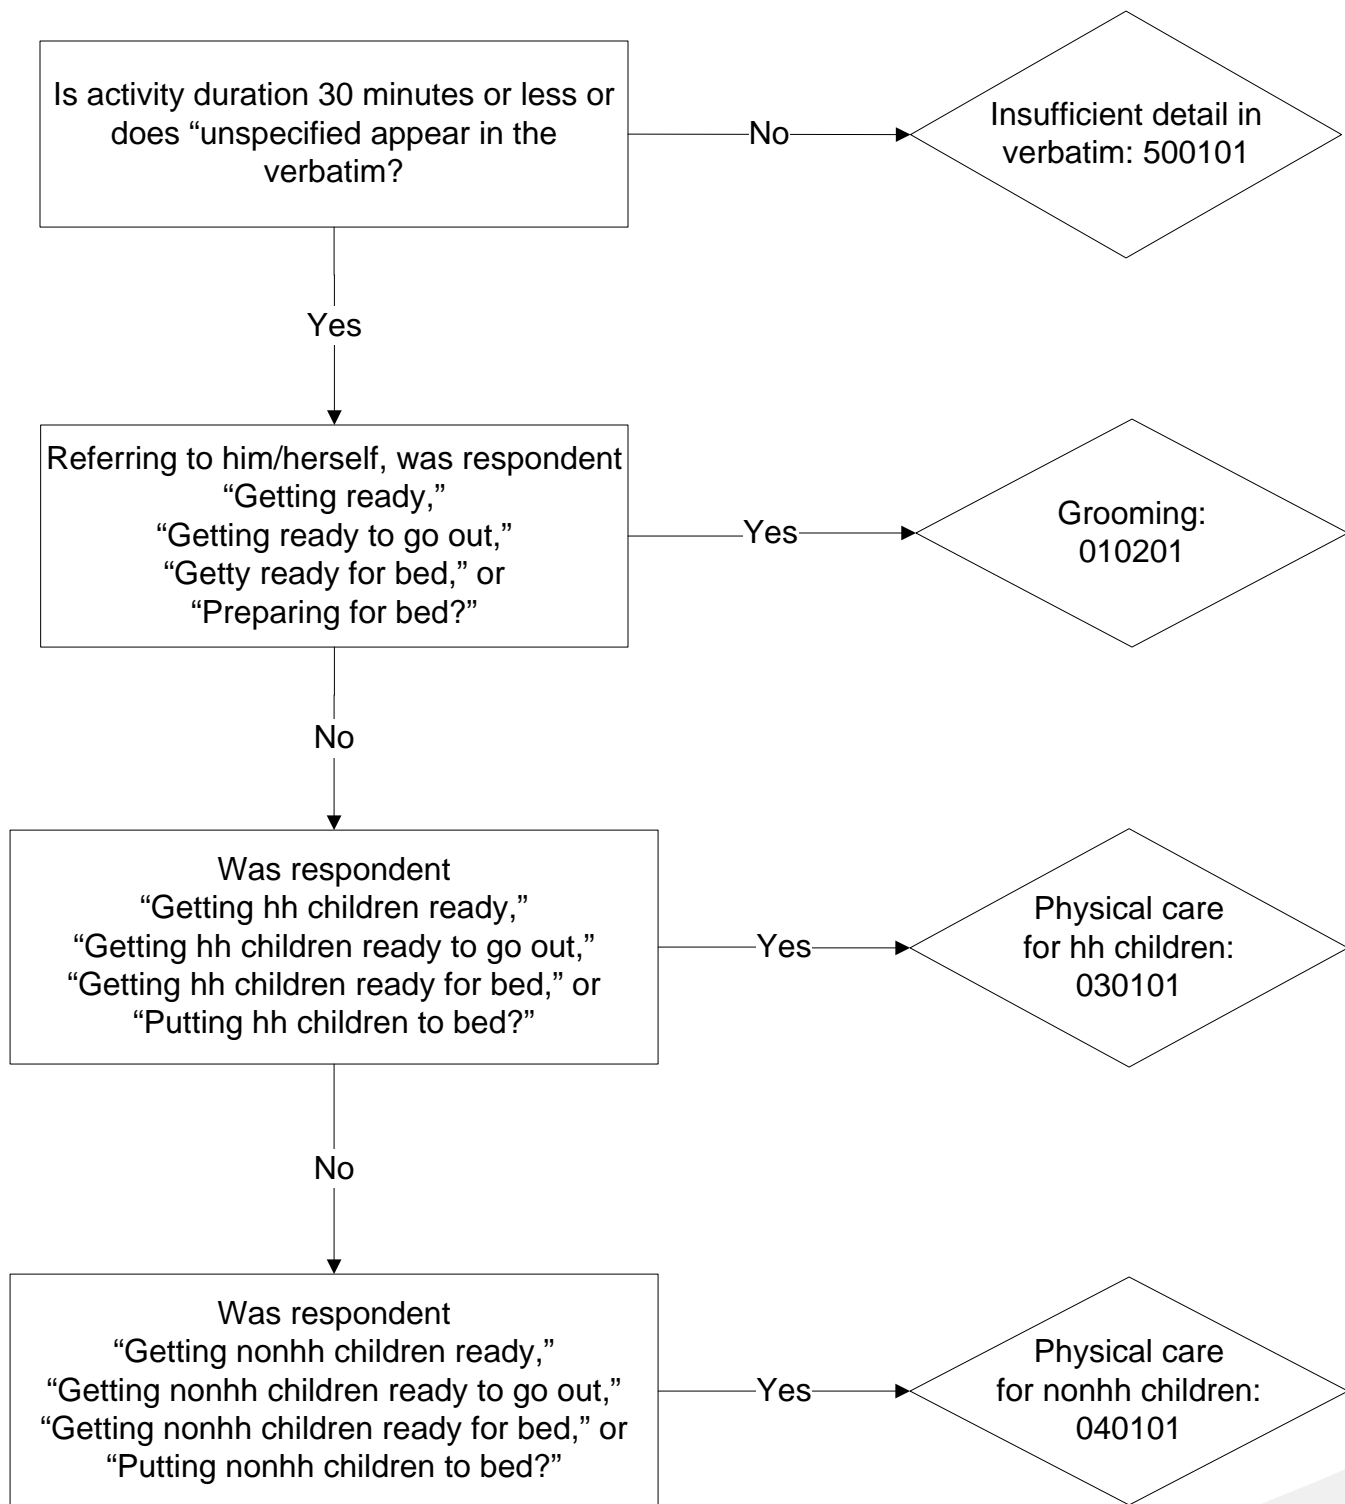 Is activity duration 30 minutes or less or
does “unspecified appear in the
verbatim?
No
Insufficient detail in
verbatim: 500101
Yes
Referring to him/herself, was respondent
“Getting ready,”
“Getting ready to go out,”
“Getty ready for bed,” or
“Preparing for bed?”
Yes
Grooming:
010201
No
Was respondent
“Getting hh children ready,”
“Getting hh children ready to go out,”
“Getting hh children ready for bed,” or
“Putting hh children to bed?”
Yes
Physical care
for hh children:
030101
No
Was respondent
“Getting nonhh children ready,”
“Getting nonhh children ready to go out,”
“Getting nonhh children ready for bed,” or
“Putting nonhh children to bed?”
Yes
Physical care
for nonhh children:
040101